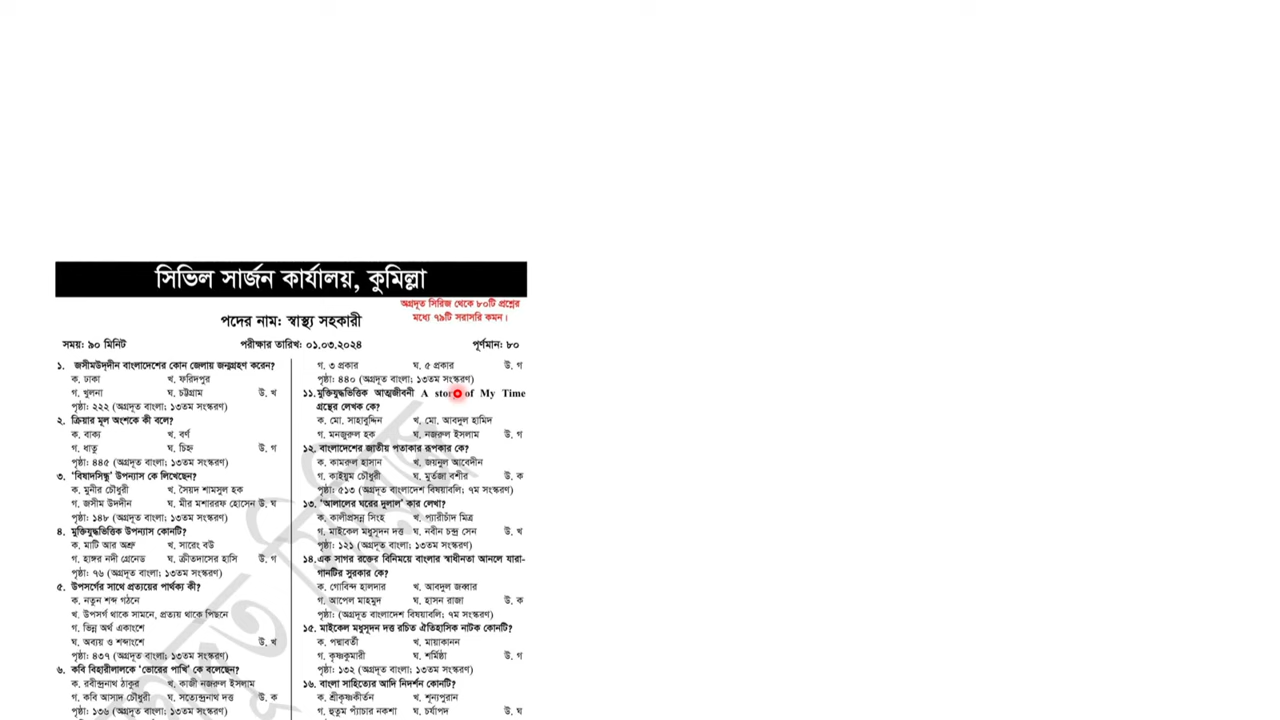 সিভিল সার্জন কার্যালয়, কুমিল্লা
অগ্রদূত সিরিজ থেকে ৮০টি প্রশ্নের
মধ্যে ৭৯টি সরাসরি কমন।
পদের নাম: স্বাস্থ্য সহকারী
সময়: ৯০ মিনিট পরীক্ষার তারিখ: ০১.০৩.২০২৪ পূর্ণমান: ৮০
১. জসীমউদ্‌দীন বাংলাদেশের কোন জেলায় জন্মগ্রহণ করেন?
ক. ঢাকা খ. ফরিদপুর
গ. খুলনা ঘ. চট্টগ্রাম উ. খ
পৃষ্ঠা: ২২২ (অগ্রদূত বাংলা; ১৩তম সংস্করণ)
২. ক্রিয়ার মূল অংশকে কী বলে?
ক. বাক্য খ. বর্ণ
গ. ধাতু ঘ. চিহ্ন উ. গ
পৃষ্ঠা: ৪৪৫ (অগ্রদূত বাংলা; ১৩তম সংস্করণ)
৩. 'বিষাদসিন্ধু' উপন্যাস কে লিখেছেন?
ক. মুনীর চৌধুরী খ. সৈয়দ শামসুল হক
গ. জসীম উদদীন ঘ. মীর মশাররফ হোসেন উ. ঘ
পৃষ্ঠা: ১৪৮ (অগ্রদূত বাংলা; ১৩তম সংস্করণ)
৪. মুক্তিযুদ্ধভিত্তিক উপন্যাস কোনটি?
ক. মাটি আর অশ্রু খ. সারেং বউ
গ. হাঙ্গর নদী গ্রেনেড ঘ. ক্রীতদাসের হাসি উ. গ
পৃষ্ঠা: ৭৬ (অগ্রদূত বাংলা; ১৩তম সংস্করণ)
৫. উপসর্গের সাথে প্রত্যয়ের পার্থক্য কী?
ক. নতুন শব্দ গঠনে
খ. উপসর্গ থাকে সামনে, প্রত্যয় থাকে পিছনে
গ. ভিন্ন অর্থ একাংশে
ঘ. অব্যয় ও শব্দাংশে উ. খ
পৃষ্ঠা: ৪৩৭ (অগ্রদূত বাংলা; ১৩তম সংস্করণ)
৬. কবি বিহারীলালকে 'ভোরের পাখি' কে বলেছেন?
ক. রবীন্দ্রনাথ ঠাকুর খ. কাজী নজরুল ইসলাম
গ. কবি আসাদ চৌধুরী ঘ. সত্যেন্দ্রনাথ দত্ত উ. ক
পৃষ্ঠা: ১৩৬ (অগ্রদূত বাংলা; ১৩তম সংস্করণ)
গ. ৩ প্রকার ঘ. ৫ প্রকার উ. গ
পৃষ্ঠা: ৪৪০ (অগ্রদূত বাংলা; ১৩তম সংস্করণ)
১১. মুক্তিযুদ্ধভিত্তিক আত্মজীবনী A story of My Time
গ্রন্থের লেখক কে?
ক. মো. সাহাবুদ্দিন খ. মো. আবদুল হামিদ
গ. মনজুরুল হক ঘ. নজরুল ইসলাম উ. গ
১২. বাংলাদেশের জাতীয় পতাকার রূপকার কে?
ক. কামরুল হাসান খ. জয়নুল আবেদীন
গ. কাইয়ুম চৌধুরী ঘ. মুর্তজা বশীর উ. ক
পৃষ্ঠা: ৫১৩ (অগ্রদূত বাংলাদেশ বিষয়াবলি; ৭ম সংস্করণ)
১৩. 'আলালের ঘরের দুলাল' কার লেখা?
ক. কালীপ্রসন্ন সিংহ খ. প্যারীচাঁদ মিত্র
গ. মাইকেল মধুসূদন দত্ত ঘ. নবীন চন্দ্র সেন উ. খ
পৃষ্ঠা: ১২১ (অগ্রদূত বাংলা; ১৩তম সংস্করণ)
১৪. এক সাগর রক্তের বিনিময়ে বাংলার স্বাধীনতা আনলে যারা-
গানটির সুরকার কে?
ক. গোবিন্দ হালদার খ. আবদুল জব্বার
গ. আপেল মাহমুদ ঘ. হাসন রাজা উ. ক
পৃষ্ঠা: (অগ্রদূত বাংলাদেশ বিষয়াবলি; ৭ম সংস্করণ)
১৫. মাইকেল মধুসূদন দত্ত রচিত ঐতিহাসিক নাটক কোনটি?
ক. পদ্মাবতী খ. মায়াকানন
গ. কৃষ্ণকুমারী ঘ. শর্মিষ্ঠা উ. গ
পৃষ্ঠা: ১৩২ (অগ্রদূত বাংলা; ১৩তম সংস্করণ)
১৬. বাংলা সাহিত্যের আদি নিদর্শন কোনটি?
ক. শ্রীকৃষ্ণকীর্তন খ. শূন্যপুরান
গ. হুতুম প্যাঁচার নকশা ঘ. চর্যাপদ উ. ঘ